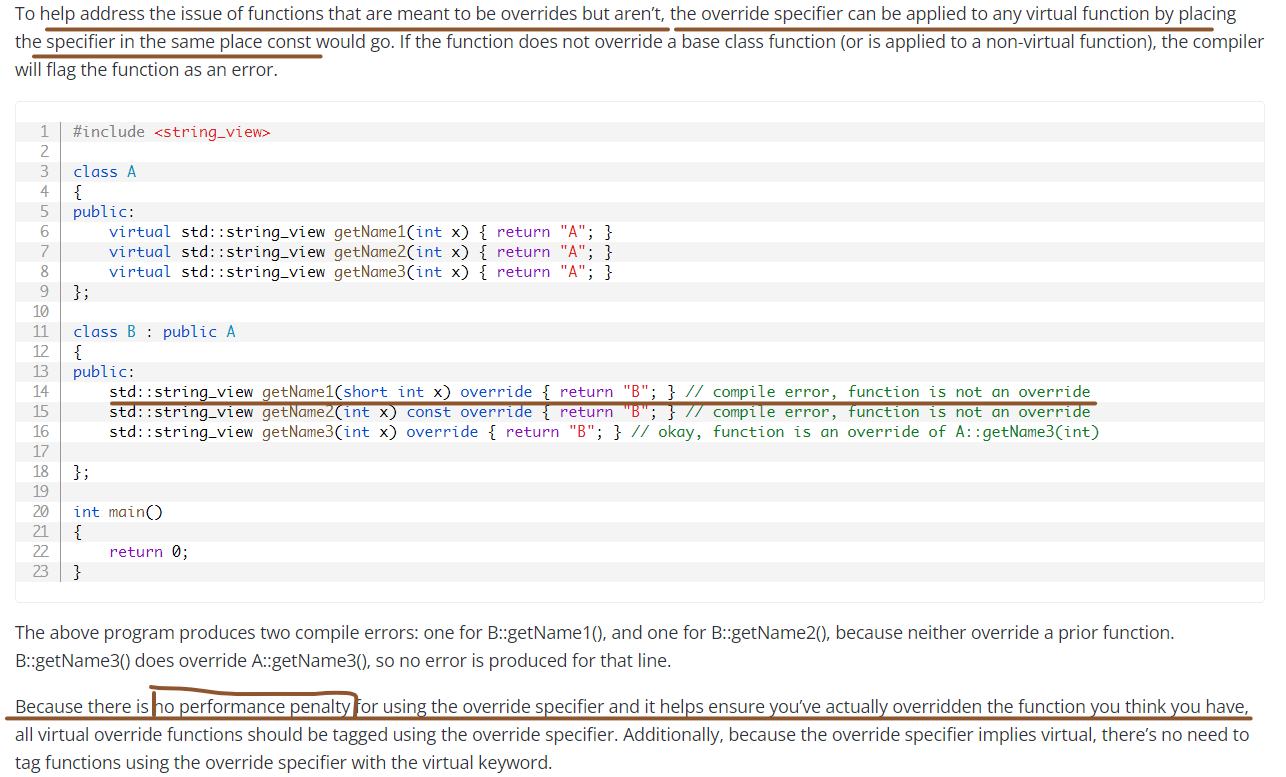 To help address the issue of functions that are meant to be overrides but aren’t, the override specifier can be applied to any virtual function by placing
the specifier in the same place const would go. If the function does not override a base class function (or is applied to a non-virtual function), the compiler
will flag the function as an error.
1 #include <string_view>
2
3 class A
4 {
5 public:
6     virtual std::string_view getName1(int x) { return "A"; }
7     virtual std::string_view getName2(int x) { return "A"; }
8     virtual std::string_view getName3(int x) { return "A"; }
9 };
10
11 class B : public A
12 {
13 public:
14     std::string_view getName1(short int x) override { return "B"; } // compile error, function is not an override
15     std::string_view getName2(int x) const override { return "B"; } // compile error, function is not an override
16     std::string_view getName3(int x) override { return "B"; } // okay, function is an override of A::getName3(int)
17
18 };
19
20 int main()
21 {
22     return 0;
23 }
The above program produces two compile errors: one for B::getName1(), and one for B::getName2(), because neither override a prior function.
B::getName3() does override A::getName3(), so no error is produced for that line.
Because there is no performance penalty for using the override specifier and it helps ensure you’ve actually overridden the function you think you have,
all virtual override functions should be tagged using the override specifier. Additionally, because the override specifier implies virtual, there’s no need to
tag functions using the override specifier with the virtual keyword.